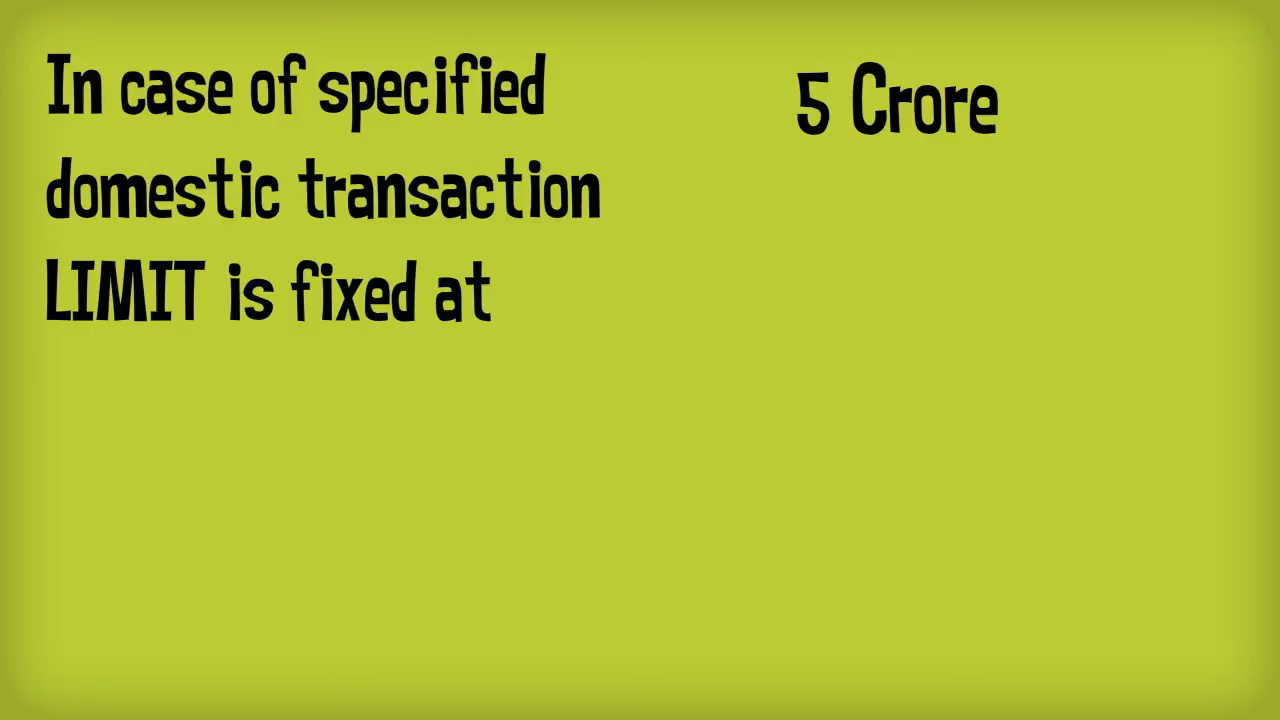 In case of specified
domestic transaction
LIMIT is fixed at
5 Crore